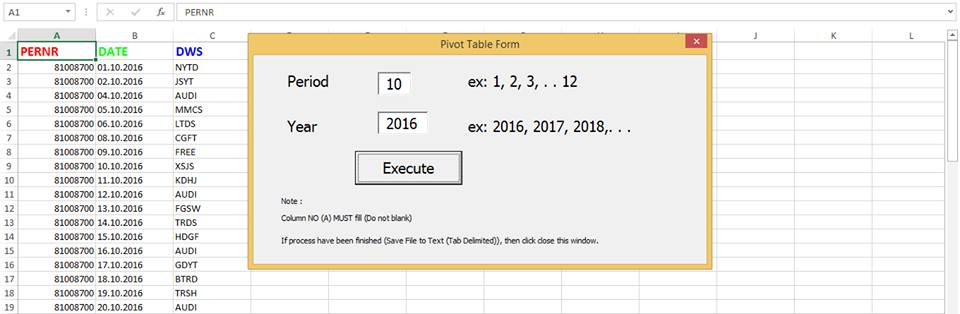 A1 fx PERNR
A B C D E F G H I J K L
1 PERNR DATE DWS
2 81008700 01.10.2016 NYTD
3 81008700 02.10.2016 JSYT
4 81008700 04.10.2016 AUDI
5 81008700 05.10.2016 MMCS
6 81008700 06.10.2016 LTDS
7 81008700 08.10.2016 CGFT
8 81008700 09.10.2016 FREE
9 81008700 10.10.2016 XSJS
10 81008700 11.10.2016 KDHJ
11 81008700 12.10.2016 AUDI
12 81008700 13.10.2016 FGSW
13 81008700 14.10.2016 TRDS
14 81008700 15.10.2016 HDGF
15 81008700 16.10.2016 AUDI
16 81008700 17.10.2016 GDYT
17 81008700 18.10.2016 BTRD
18 81008700 19.10.2016 TRSH
19 81008700 20.10.2016 AUDI
Pivot Table Form
Period 10 ex: 1, 2, 3, . . 12
Year 2016 ex: 2016, 2017, 2018,. . .
Execute
Note :
Column NO (A) MUST fill (Do not blank)
If process have been finished (Save File to Text (Tab Delimited)), then click close this window.